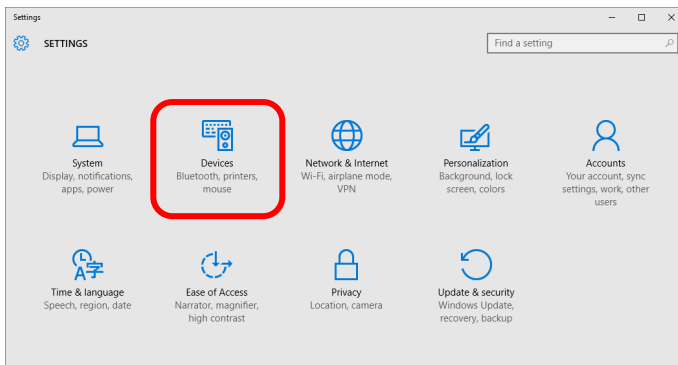 Settings
SETTINGS
Find a setting
System
Display, notifications,
apps, power
Devices
Bluetooth, printers,
mouse
Network & Internet
Wi-Fi, airplane mode,
VPN
Personalization
Background, lock
screen, colors
Accounts
Your account, sync
settings, work, other
users
A字
Time & language
Speech, region, date
Ease of Access
Narrator, magnifier,
high contrast
Privacy
Location, camera
Update & security
Windows Update,
recovery, backup